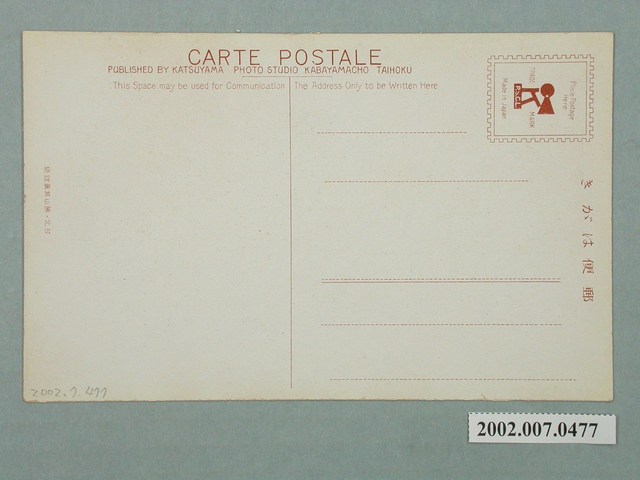 CARTE POSTALE
PUBLISHED BY KATSUYAMA PHOTO STUDIO KABAYAMACHO TAIHOKU
This Space may be used for Communication
The Address Only to be Written Here
Place Postage
Here
TRADE
MARK
Made in Japan
きがは便郵
2002.7.477
2002.007.0477